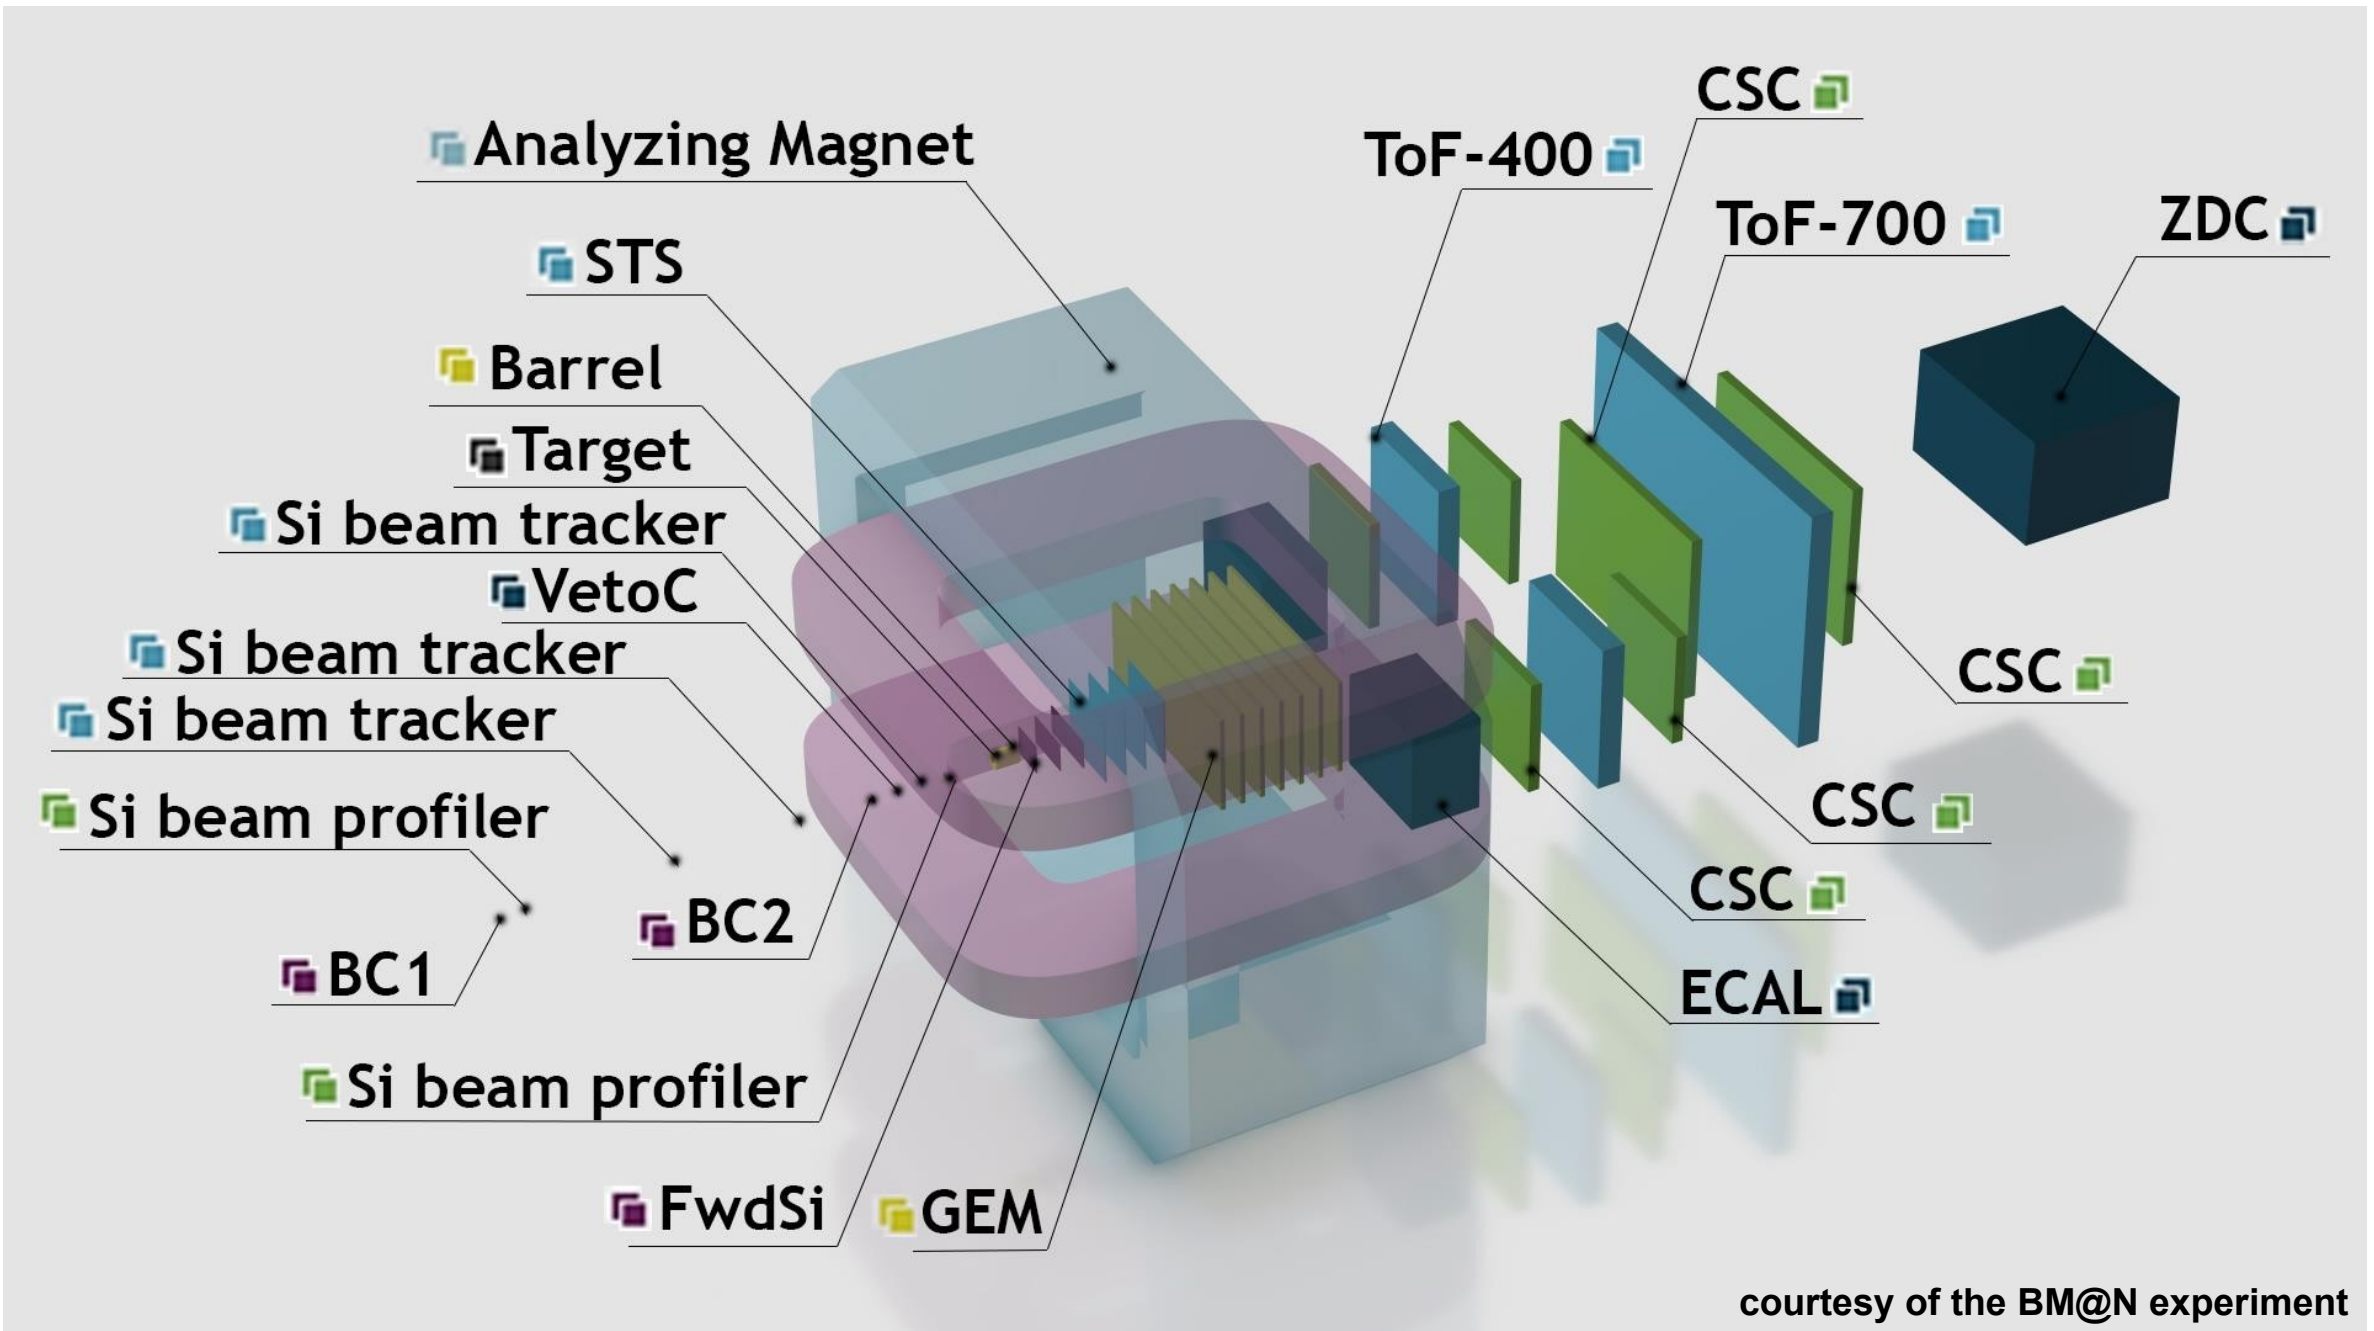 CSC
Analyzing Magnet
ToF-400
ToF-700
ZDC
STS
Barrel
Target
Si beam tracker
VetoC
Si beam tracker
CSC
Si beam tracker
Si beam profiler
CSC
CSC
BC2
BC1
ECAL
Si beam profiler
FwdSi
GEM
courtesy of the BM@N experiment